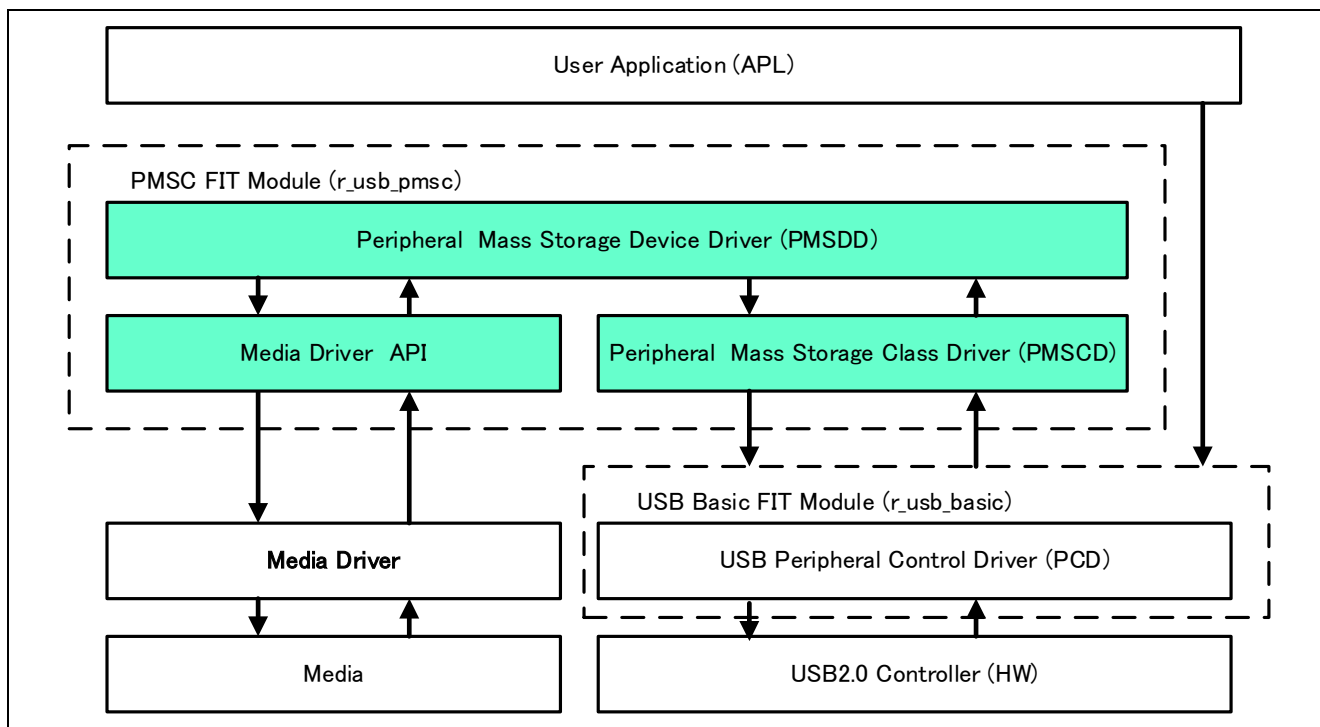 User Application (APL)
PMSC FIT Module (r_usb_pmsc)
Peripheral Mass Storage Device Driver (PMSDD)
Media Driver API
Peripheral Mass Storage Class Driver (PMSCD)
USB Basic FIT Module (r_usb_basic)
Media Driver
USB Peripheral Control Driver (PCD)
Media
USB2.0 Controller (HW)